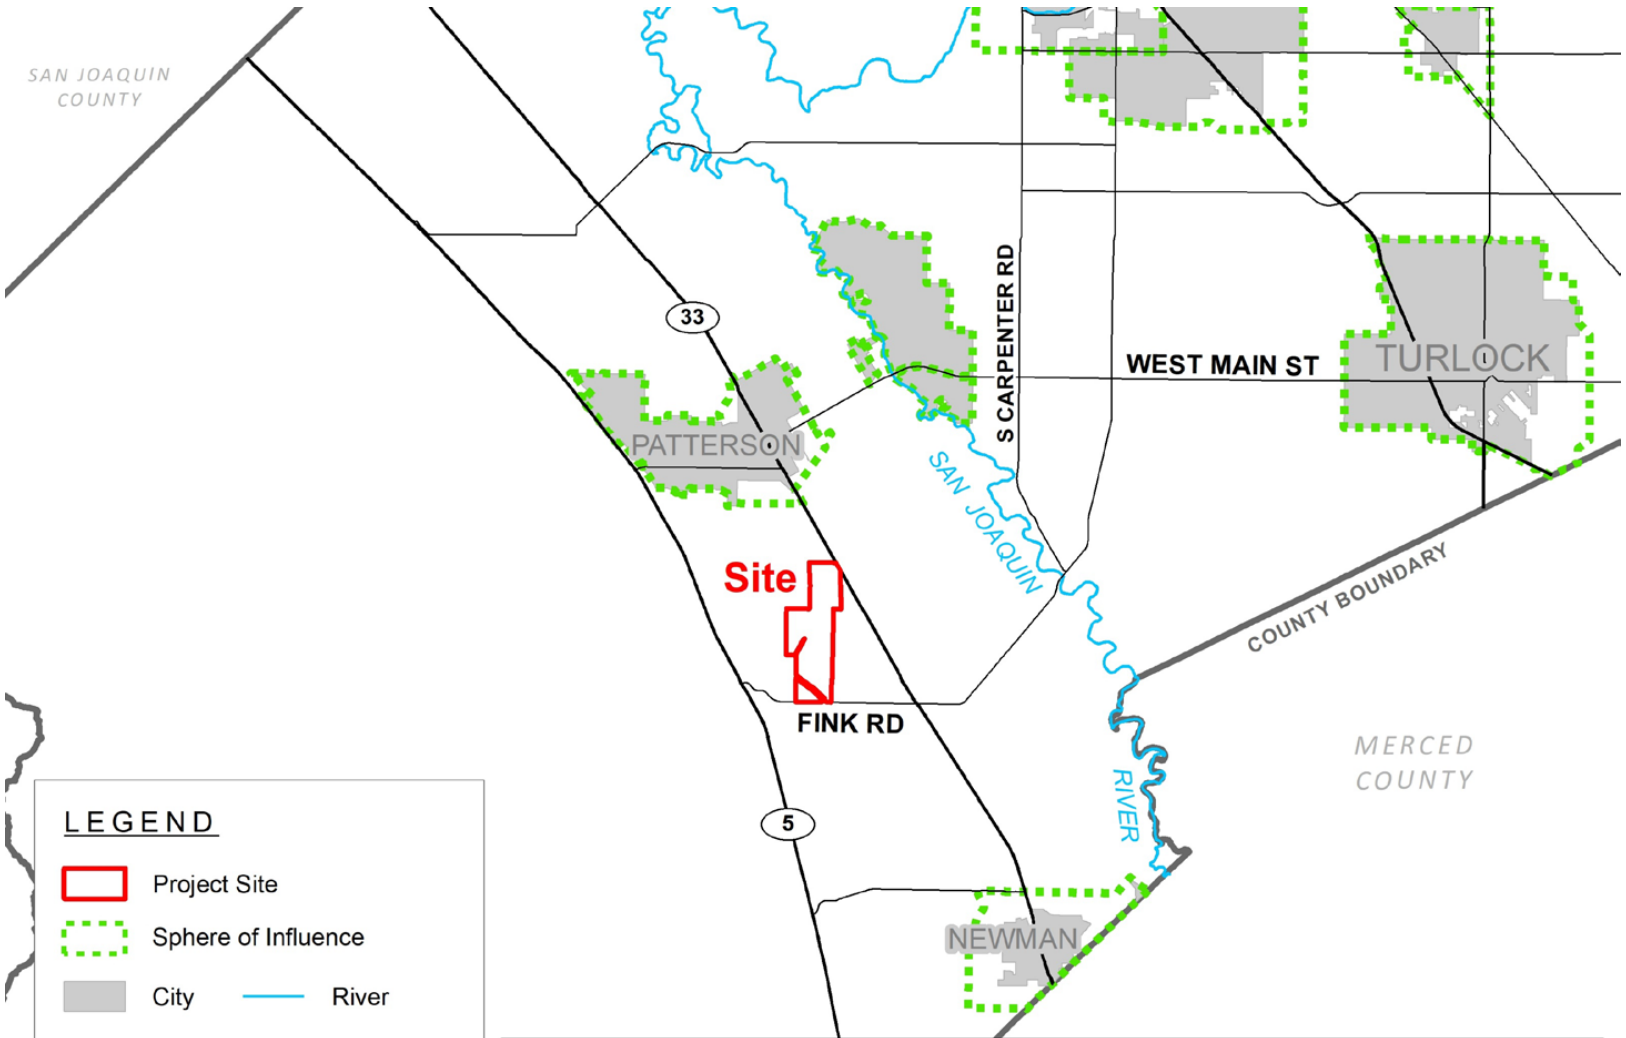 SAN JOAQUIN
COUNTY
33
S CARPENTER RD
WEST MAIN ST
TURLOCK
PATTERSON
SAN JOAQUIN
RIVER
Site
COUNTY BOUNDARY
FINK RD
MERCED
COUNTY
5
NEWMAN
LEGEND
Project Site
Sphere of Influence
City
River